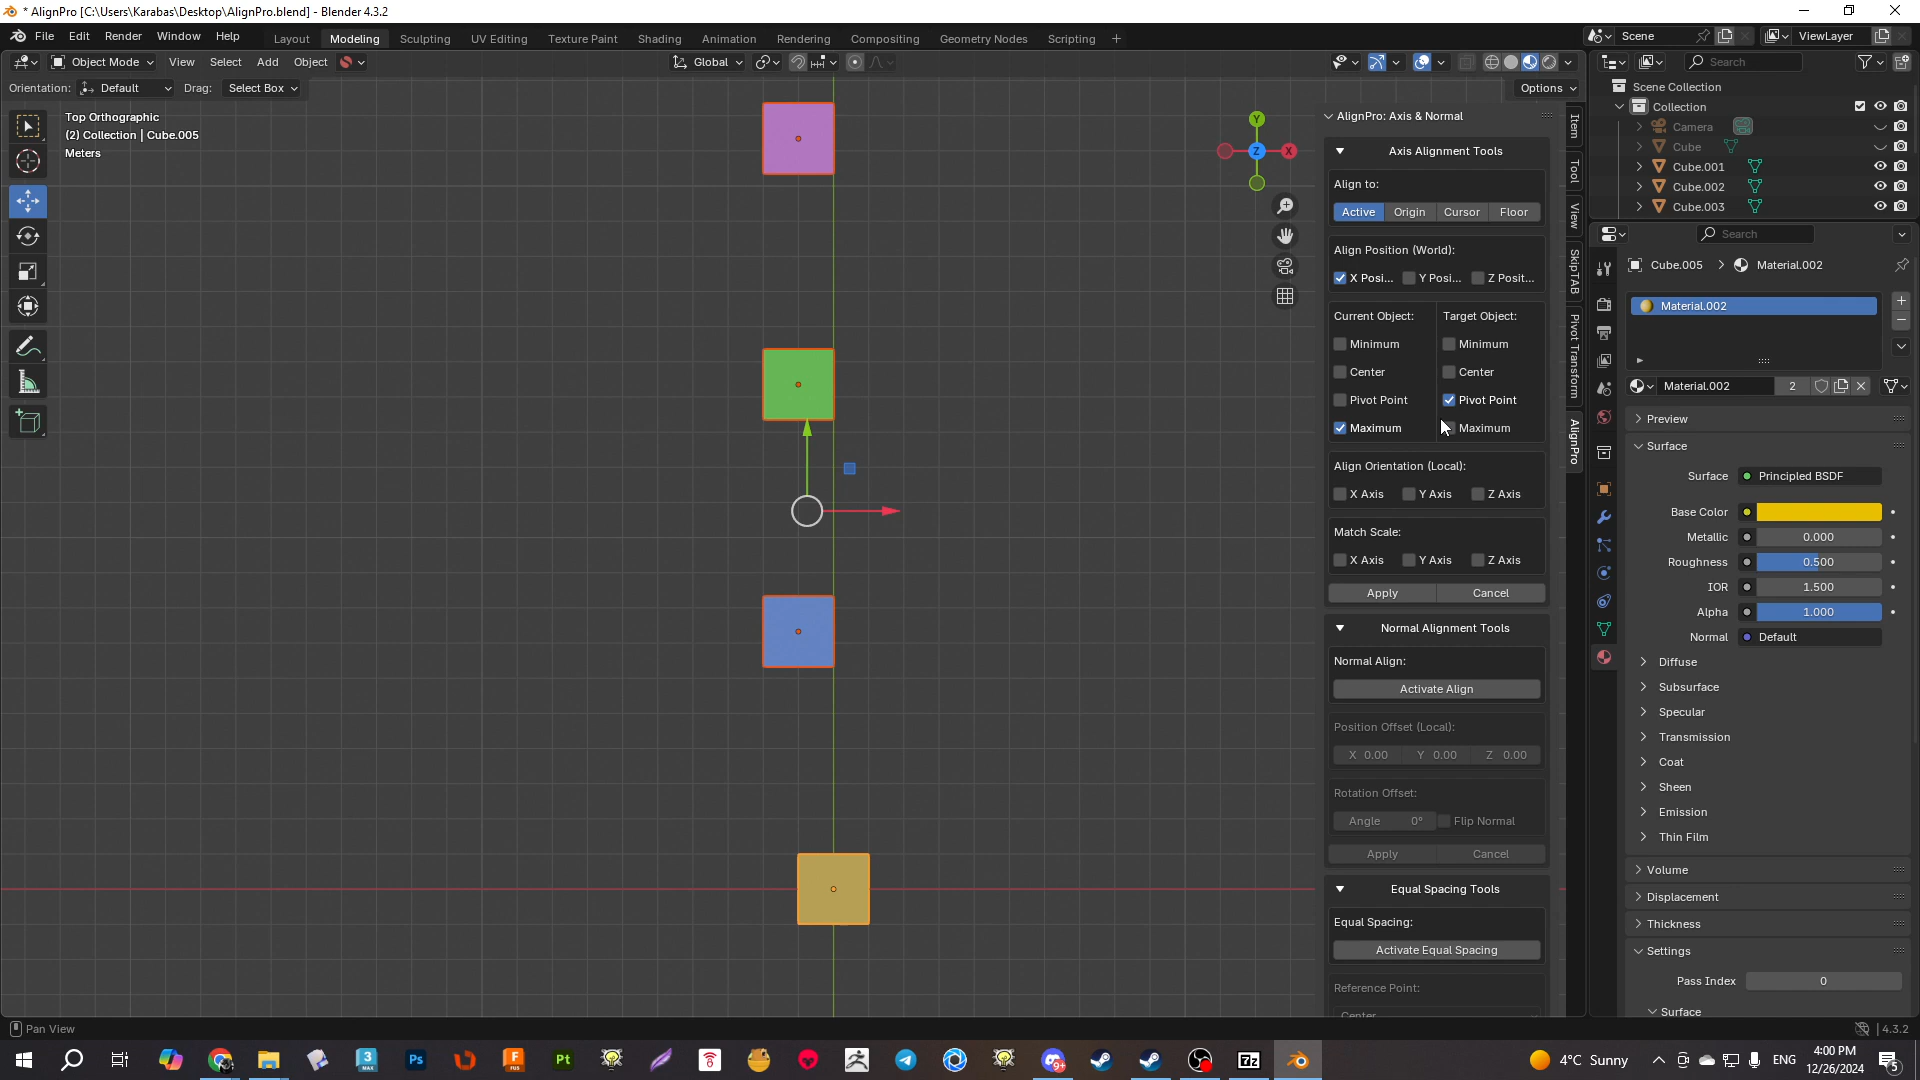 * AlignPro [C:\Users\Karabas\Desktop\AlignPro.blend] - Blender 4.3.2
File Edit Render Window Help
Layout Modeling Sculpting UV Editing Texture Paint Shading Animation Rendering Compositing Geometry Nodes Scripting +
Scene
ViewLayer
Object Mode View Select Add Object
Global
Search
Orientation: Default Drag: Select Box
Options
Top Orthographic
(2) Collection | Cube.005
Meters
Y
X
Z
AlignPro: Axis & Normal
Axis Alignment Tools
Align to:
Active Origin Cursor Floor
Align Position (World):
X Posi... Y Posi... Z Posit...
Current Object: Target Object:
Minimum Minimum
Center Center
Pivot Point Pivot Point
Maximum Maximum
Align Orientation (Local):
X Axis Y Axis Z Axis
Match Scale:
X Axis Y Axis Z Axis
Apply Cancel
Normal Alignment Tools
Normal Align:
Activate Align
Position Offset (Local):
X 0.00 Y 0.00 Z 0.00
Rotation Offset:
Angle 0° Flip Normal
Apply Cancel
Equal Spacing Tools
Equal Spacing:
Activate Equal Spacing
Reference Point:
Center
Item
Tool
View
SkipTAB
Pivot Transform
AlignPro
Scene Collection
Collection
Camera
Cube
Cube.001
Cube.002
Cube.003
Search
Cube.005 > Material.002
Material.002
Material.002 2
Preview
Surface
Surface Principled BSDF
Base Color
Metallic 0.000
Roughness 0.500
IOR 1.500
Alpha 1.000
Normal Default
Diffuse
Subsurface
Specular
Transmission
Coat
Sheen
Emission
Thin Film
Volume
Displacement
Thickness
Settings
Pass Index 0
Surface
Pan View
4.3.2
3
MAX
Ps
F
FUS
Pt
9+
7z
4°C Sunny
ENG
4:00 PM
12/26/2024
5